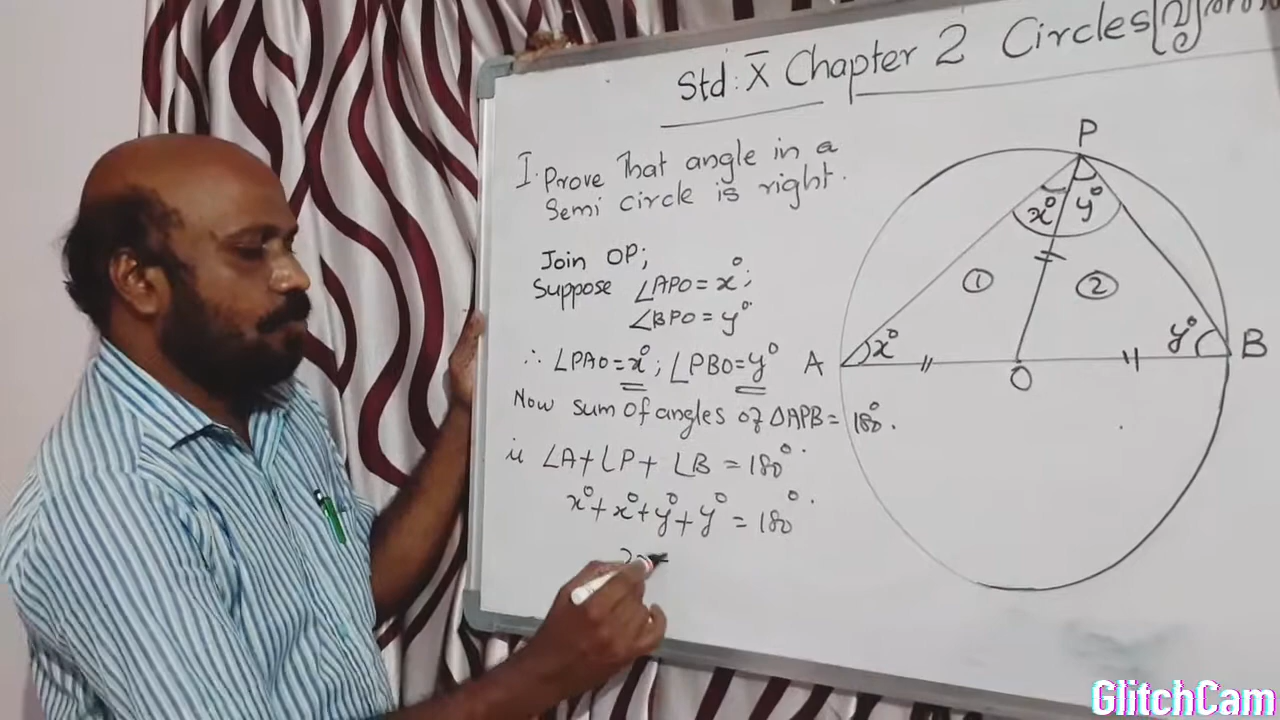 Std: X̄ Chapter 2 Circles
I. Prove That angle in a
Semi circle is right.
Join OP;
Suppose ∠APO = x°;
∠BPO = y°
∴ ∠PAO = x°; ∠PBO = y°
Now sum of angles of ΔAPB = 180°.
ie ∠A + ∠P + ∠B = 180°.
x° + x° + y° + y° = 180°.
P
x° y°
① ②
A x° y° B
O
GlitchCam